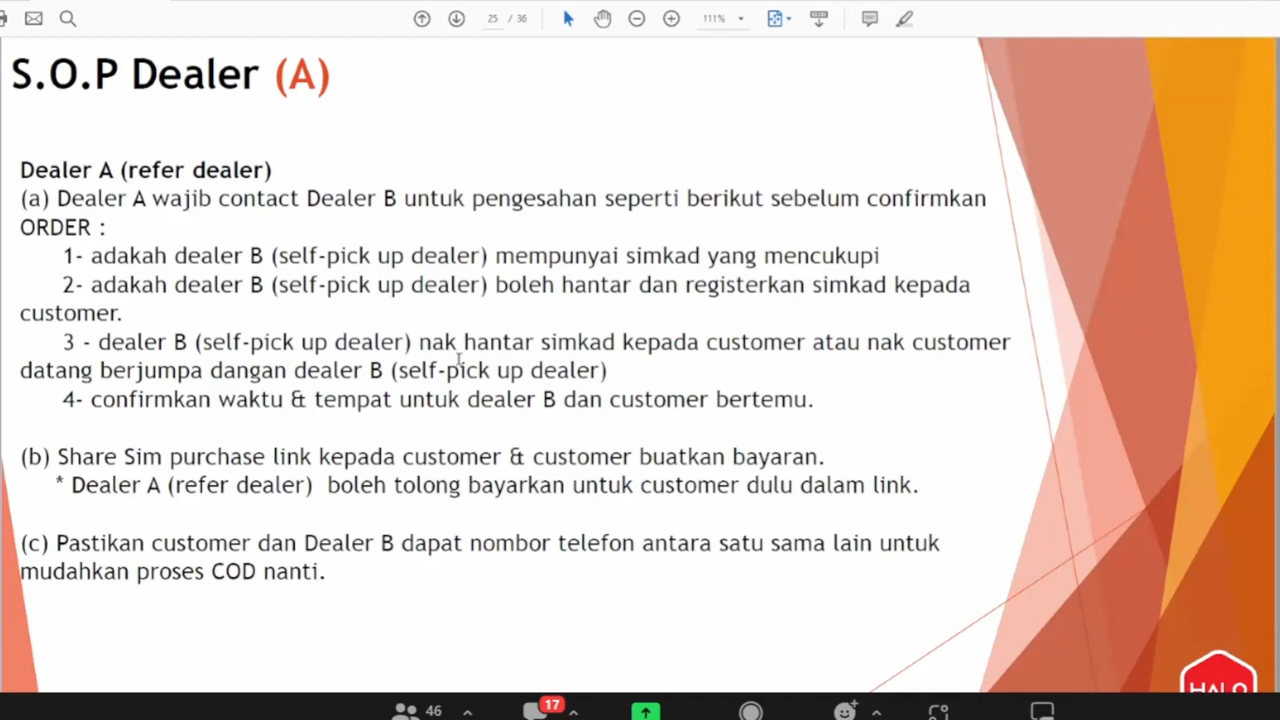 25 / 36
111%
S.O.P Dealer (A)
Dealer A (refer dealer)
(a) Dealer A wajib contact Dealer B untuk pengesahan seperti berikut sebelum confirmkan
ORDER :
1- adakah dealer B (self-pick up dealer) mempunyai simkad yang mencukupi
2- adakah dealer B (self-pick up dealer) boleh hantar dan registerkan simkad kepada
customer.
3 - dealer B (self-pick up dealer) nak hantar simkad kepada customer atau nak customer
datang berjumpa dangan dealer B (self-pick up dealer)
4- confirmkan waktu & tempat untuk dealer B dan customer bertemu.
(b) Share Sim purchase link kepada customer & customer buatkan bayaran.
* Dealer A (refer dealer) boleh tolong bayarkan untuk customer dulu dalam link.
(c) Pastikan customer dan Dealer B dapat nombor telefon antara satu sama lain untuk
mudahkan proses COD nanti.
HALO
46
17